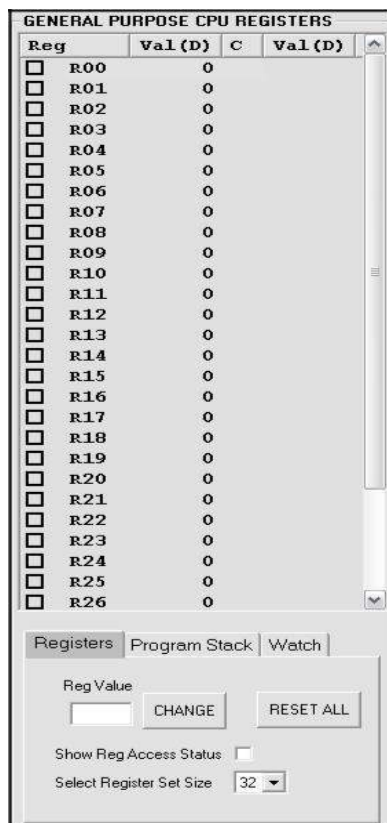 GENERAL PURPOSE CPU REGISTERS
Reg Val(D) C Val(D)
R00 0
R01 0
R02 0
R03 0
R04 0
R05 0
R06 0
R07 0
R08 0
R09 0
R10 0
R11 0
R12 0
R13 0
R14 0
R15 0
R16 0
R17 0
R18 0
R19 0
R20 0
R21 0
R22 0
R23 0
R24 0
R25 0
R26 0
Registers Program Stack Watch
Reg Value
CHANGE RESET ALL
Show Reg Access Status
Select Register Set Size 32